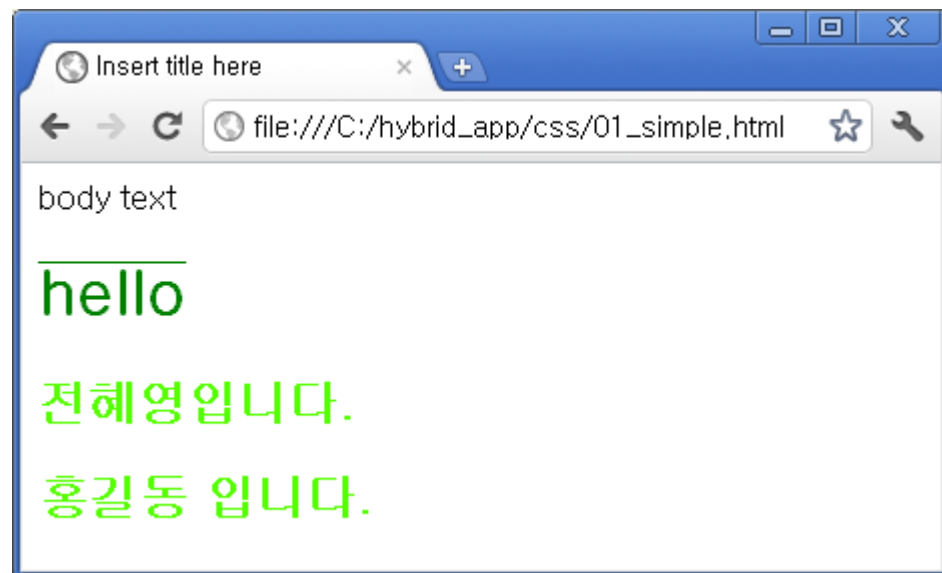 Insert title here
file:///C:/hybrid_app/css/01_simple.html
body text
hello
전혜영입니다.
홍길동 입니다.